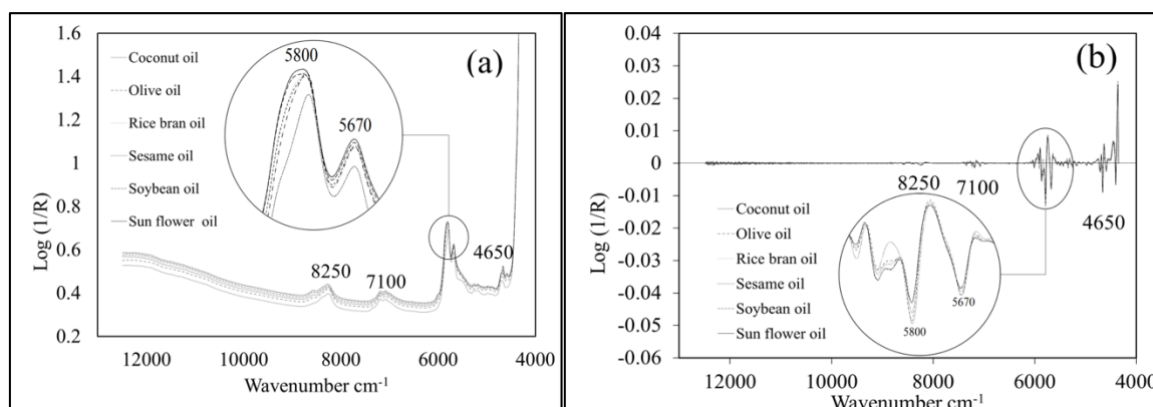 (a)
Log (1/R)
1.6
1.4
1.2
1
0.8
0.6
0.4
0.2
Coconut oil
Olive oil
Rice bran oil
Sesame oil
Soybean oil
Sun flower  oil
5800
5670
8250
7100
4650
12000 10000 8000 6000 4000
Wavenumber cm-1
(b)
Log (1/R)
0.04
0.03
0.02
0.01
0
-0.01
-0.02
-0.03
-0.04
-0.05
-0.06
8250
7100
4650
Coconut oil
Olive oil
Rice bran oil
Sesame oil
Soybean oil
Sun flower oil
5800
5670
12000 10000 8000 6000 4000
Wavenumber cm-1